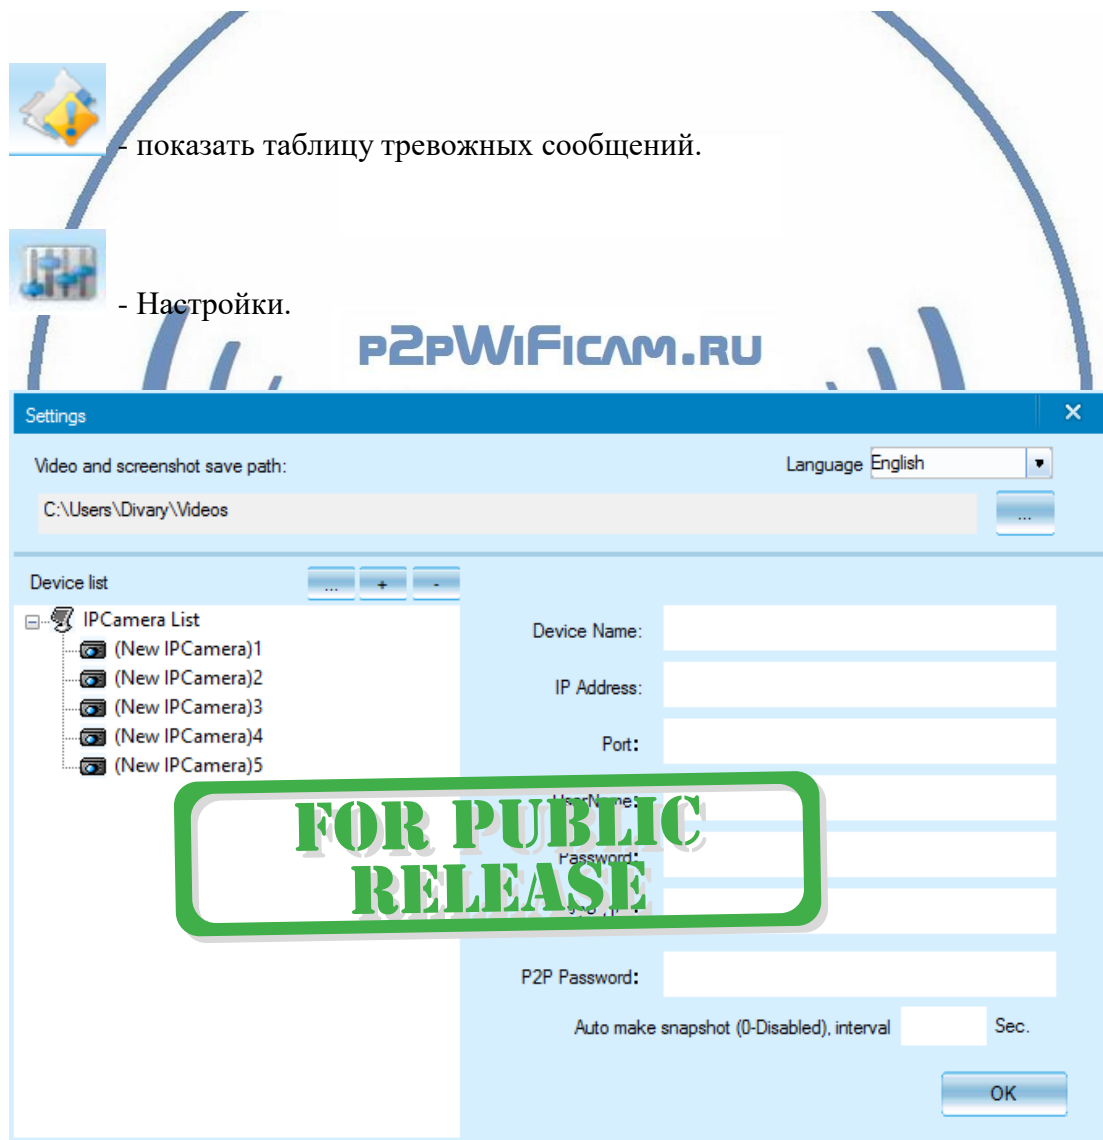 - показать таблицу тревожных сообщений.
- Настройки.
P2PWIFICAM.RU
Settings
Video and screenshot save path:
Language English
C:\Users\Divary\Videos
...
Device list
... + -
IPCamera List
(New IPCamera)1
(New IPCamera)2
(New IPCamera)3
(New IPCamera)4
(New IPCamera)5
Device Name:
IP Address:
Port:
UserName:
Password:
FOR PUBLIC
RELEASE
P2P Password:
Auto make snapshot (0-Disabled), interval Sec.
OK